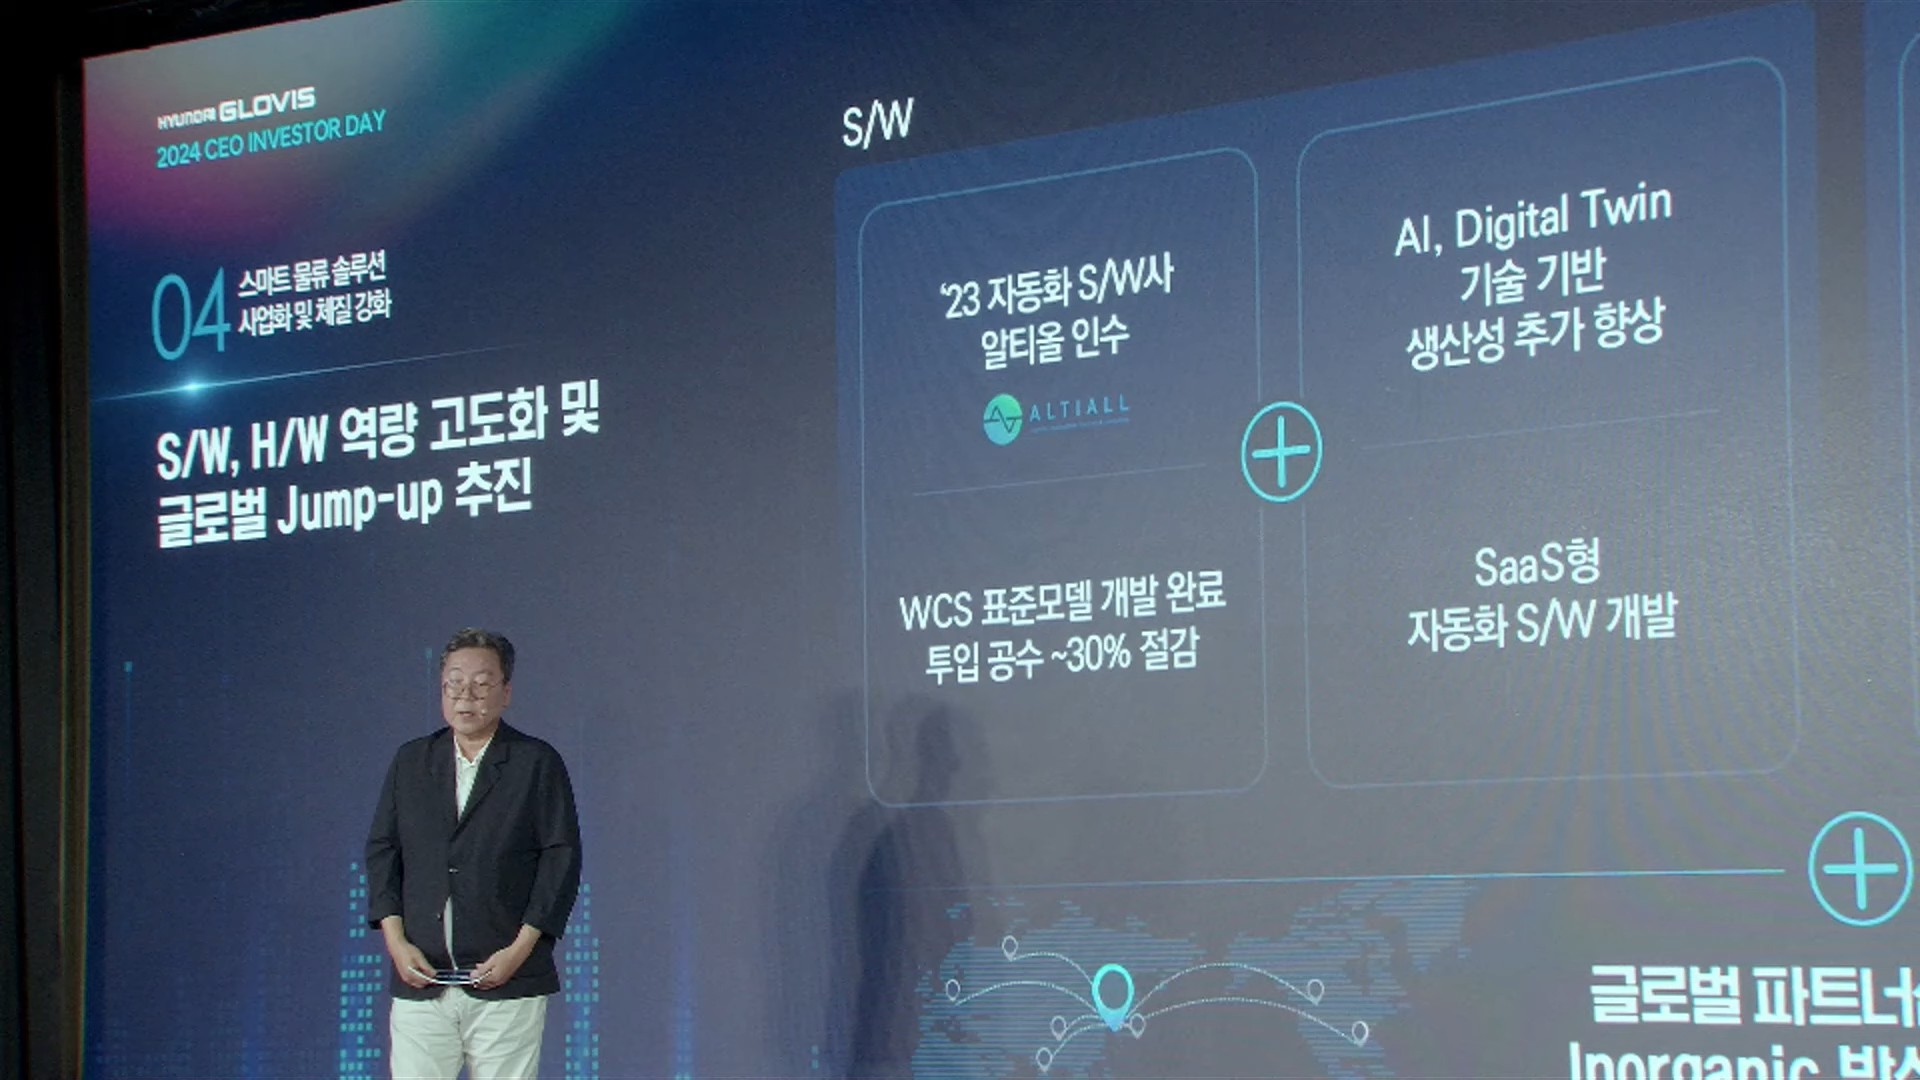 HYUNDAI GLOVIS
2024 CEO INVESTOR DAY
04 스마트 물류 솔루션
사업화 및 체질 강화
S/W, H/W 역량 고도화 및
글로벌 Jump-up 추진
S/W
‘23 자동화 S/W사
알티올 인수
ALTIALL
WCS 표준모델 개발 완료
투입 공수 ~30% 절감
AI, Digital Twin
기술 기반
생산성 추가 향상
SaaS형
자동화 S/W 개발
글로벌
Inorganic